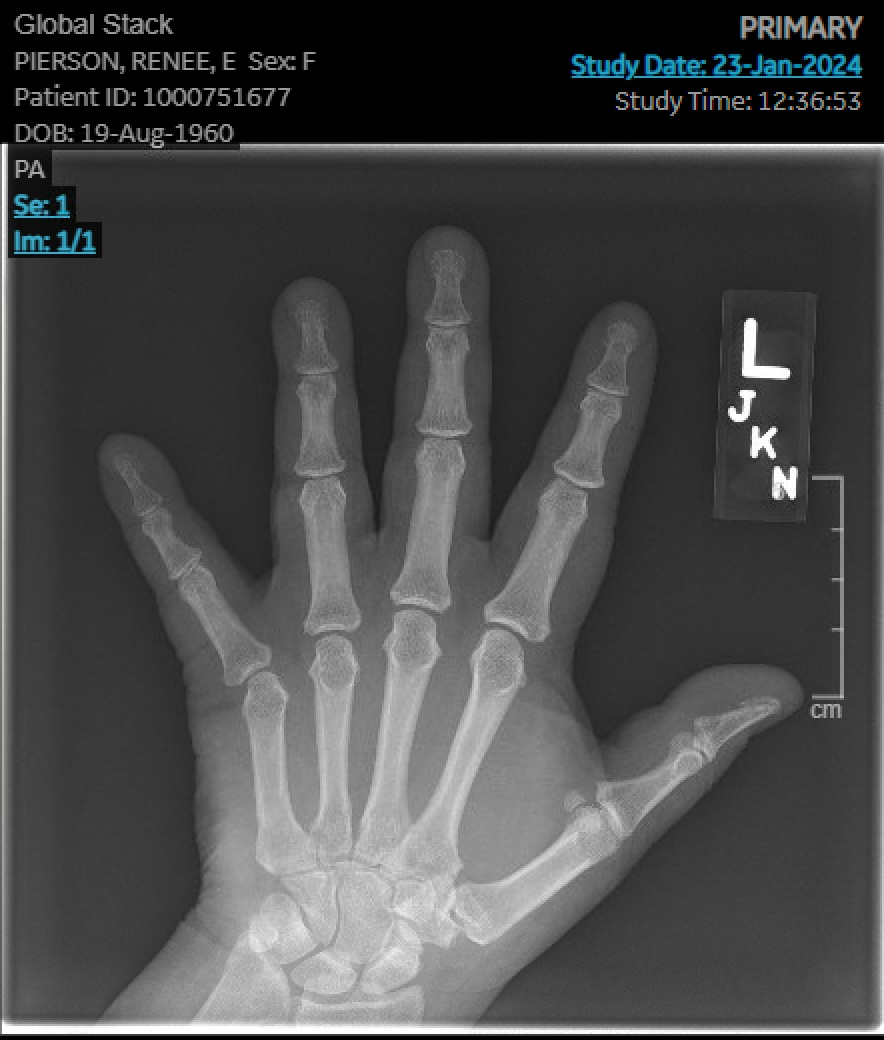 Global Stack
PIERSON, RENEE, E Sex: F
Patient ID: 1000751677
DOB: 19-Aug-1960
PA
Se: 1
Im: 1/1
PRIMARY
Study Date: 23-Jan-2024
Study Time: 12:36:53
L
J
K
N
cm